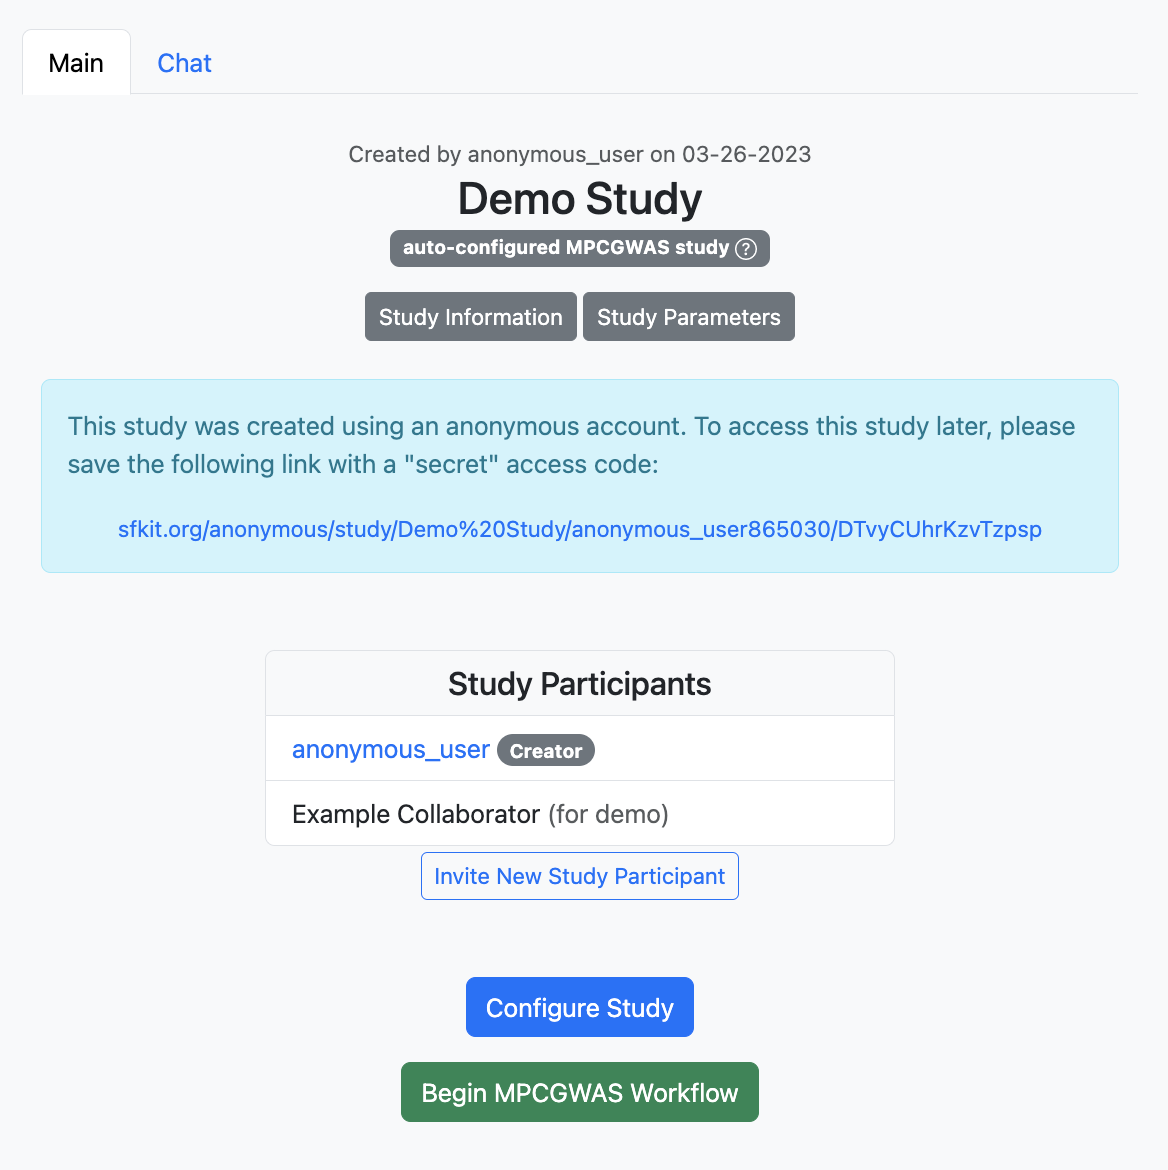 Main
Chat
Created by anonymous_user on 03-26-2023
Demo Study
auto-configured MPCGWAS study ?
Study Information
Study Parameters
This study was created using an anonymous account. To access this study later, please
save the following link with a "secret" access code:
sfkit.org/anonymous/study/Demo%20Study/anonymous_user865030/DTvyCUhrKzvTzpsp
Study Participants
anonymous_user Creator
Example Collaborator (for demo)
Invite New Study Participant
Configure Study
Begin MPCGWAS Workflow